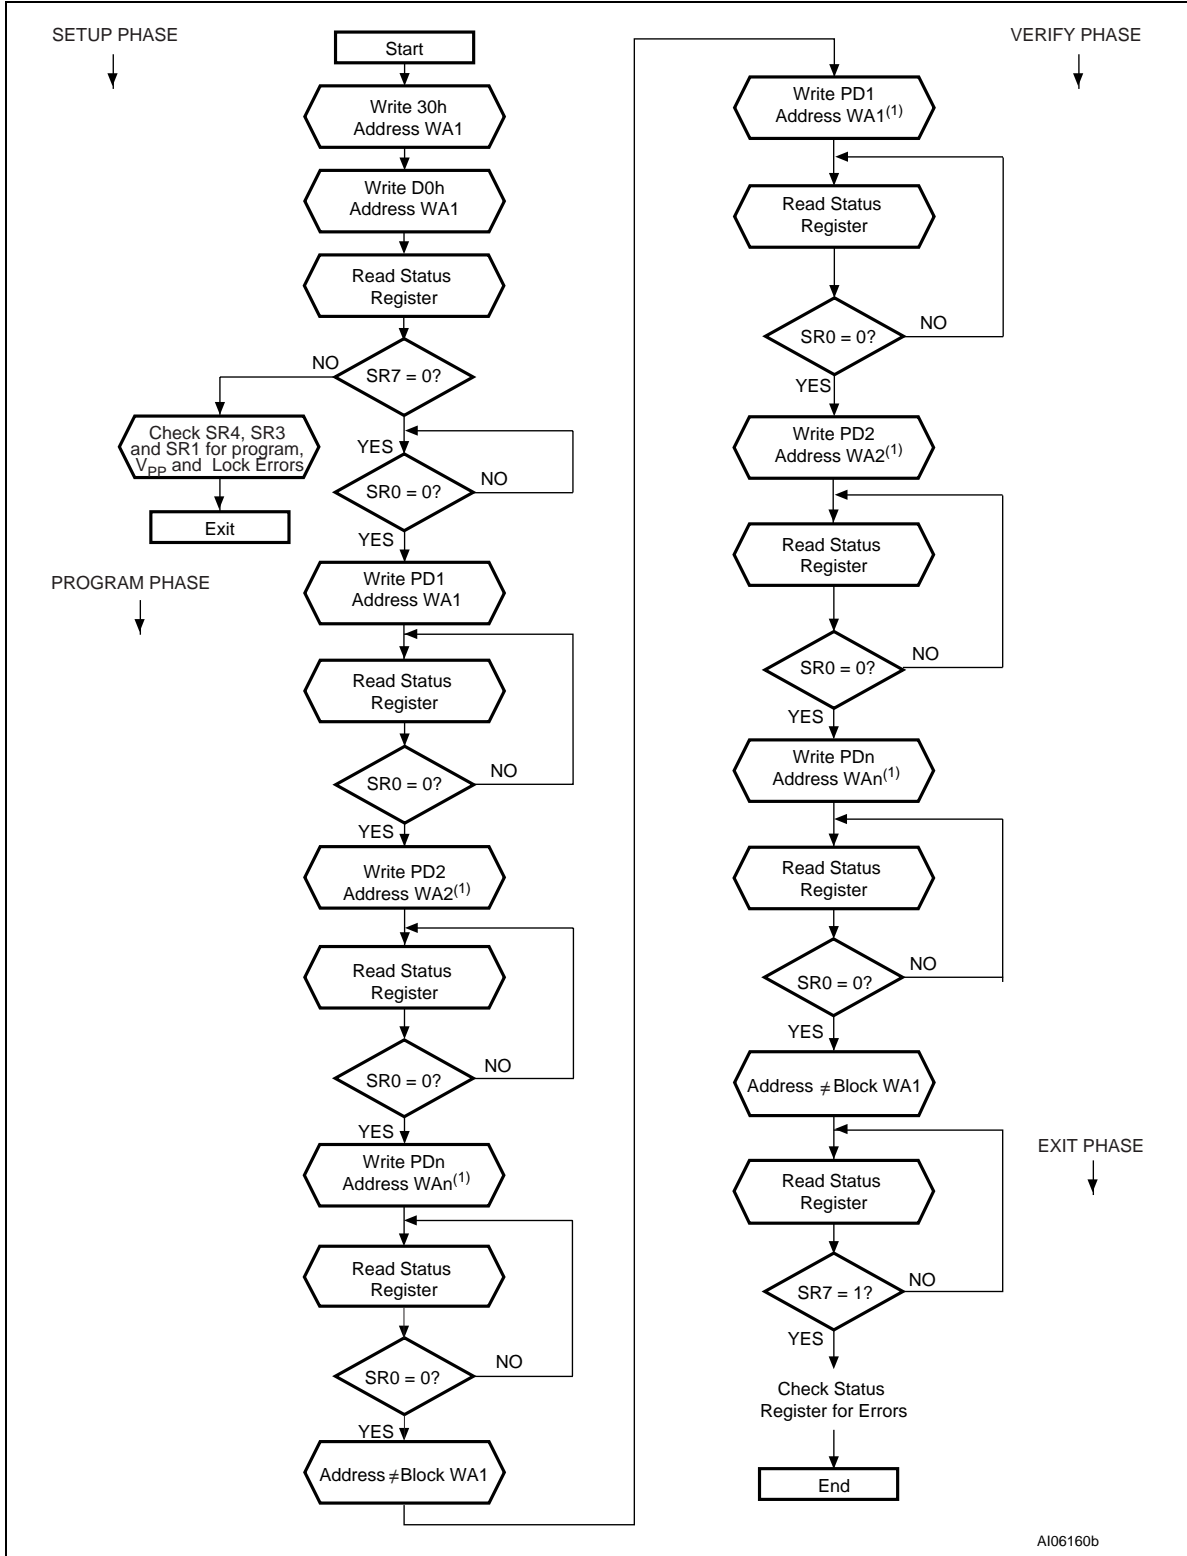 SETUP PHASE
Start
Write 30h
Address WA1
Write D0h
Address WA1
Read Status
Register
NO
SR7 = 0?
Check SR4, SR3
and SR1 for program,
VPP and Lock Errors
Exit
YES
SR0 = 0?
NO
YES
PROGRAM PHASE
Write PD1
Address WA1
Read Status
Register
SR0 = 0?
NO
YES
Write PD2
Address WA2(1)
Read Status
Register
SR0 = 0?
NO
YES
Write PDn
Address WAn(1)
Read Status
Register
SR0 = 0?
NO
YES
Address ≠Block WA1
VERIFY PHASE
Write PD1
Address WA1(1)
Read Status
Register
SR0 = 0?
NO
YES
Write PD2
Address WA2(1)
Read Status
Register
SR0 = 0?
NO
YES
Write PDn
Address WAn(1)
Read Status
Register
SR0 = 0?
NO
YES
Address ≠Block WA1
EXIT PHASE
Read Status
Register
SR7 = 1?
NO
YES
Check Status
Register for Errors
End
AI06160b